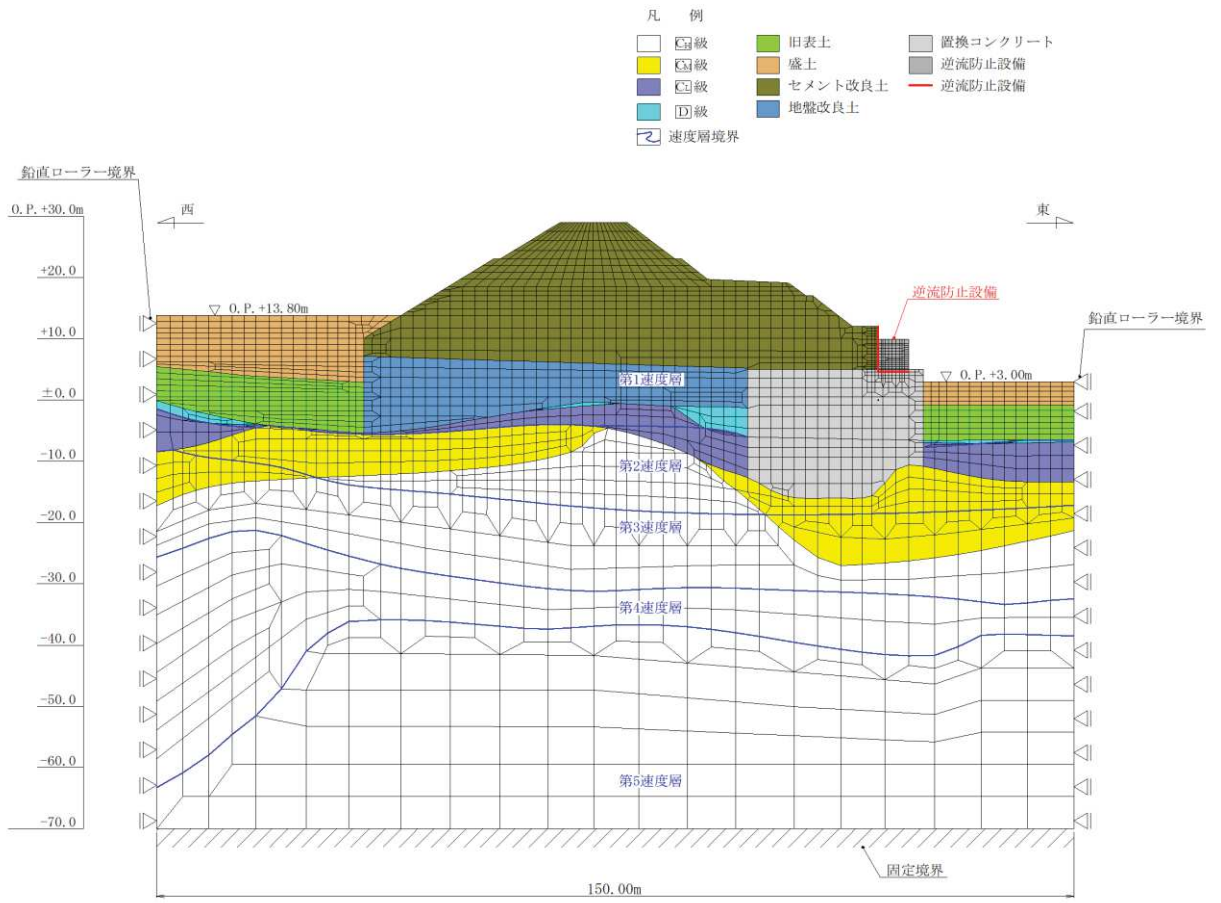 凡 例
CH級
CM級
CL級
D級
速度層境界
旧表土
盛土
セメント改良土
地盤改良土
置換コンクリート
逆流防止設備
逆流防止設備
鉛直ローラー境界
O.P.+30.0m
+20.0
+10.0
±0.0
-10.0
-20.0
-30.0
-40.0
-50.0
-60.0
-70.0
西
東
O.P.+13.80m
逆流防止設備
鉛直ローラー境界
O.P.+3.00m
第1速度層
第2速度層
第3速度層
第4速度層
第5速度層
固定境界
150.00m